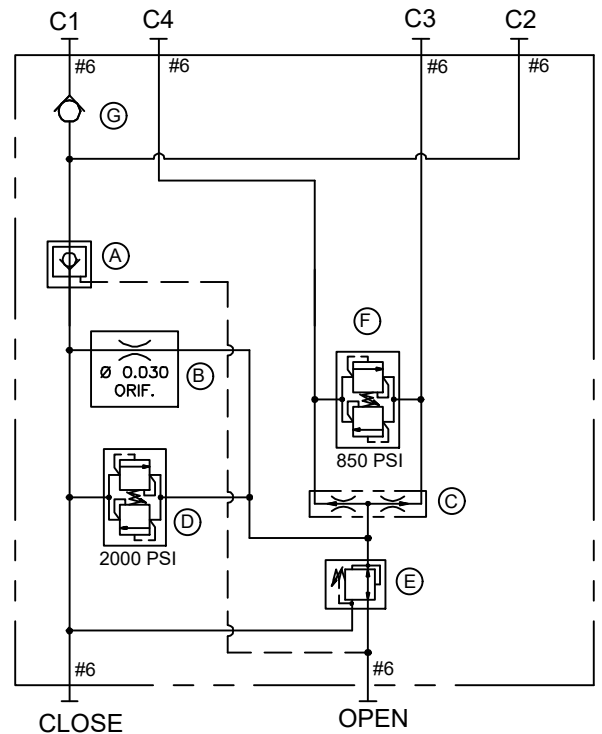 C1 C4 C3 C2
#6 #6 #6 #6
G
A
F
B
Ø 0.030
ORIF.
850 PSI
C
D
2000 PSI
E
#6 #6
CLOSE OPEN